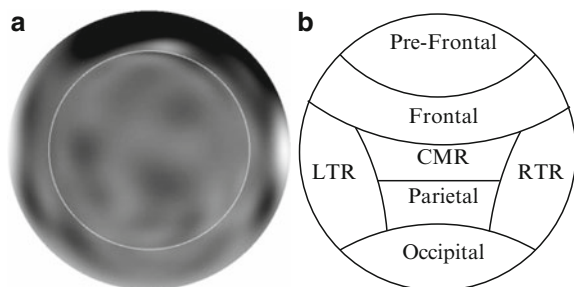 a
b
Pre-Frontal
Frontal
LTR
CMR
RTR
Parietal
Occipital